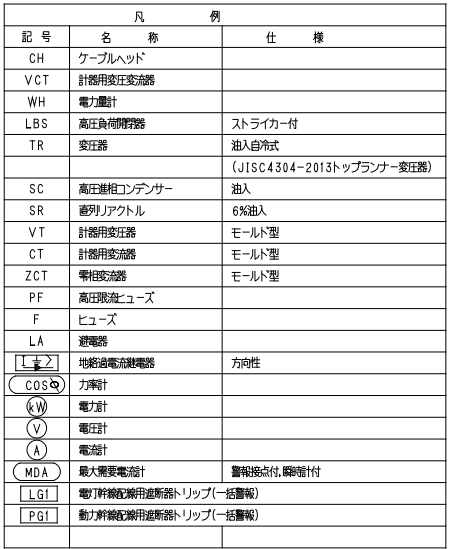 凡 例
記 号 名 称 仕 様
CH ケーブルヘッド
VCT 計器用変圧変流器
WH 電力量計
LBS 高圧負荷開閉器 ストライカー付
TR 変圧器 油入自冷式
(JISC4304-2013トップランナー変圧器)
SC 高圧進相コンデンサー 油入
SR 直列リアクトル 6%油入
VT 計器用変圧器 モールド型
CT 計器用変流器 モールド型
ZCT 零相変流器 モールド型
PF 高圧限流ヒューズ
F ヒューズ
LA 避電器
I > 地絡過電流継電器 方向性
COSφ 力率計
kW 電力計
V 電圧計
A 電流計
MDA 最大需要電流計 警報接点付,瞬時計付
LG1 電灯幹線配線用遮断器トリップ(一括警報)
PG1 動力幹線配線用遮断器トリップ(一括警報)